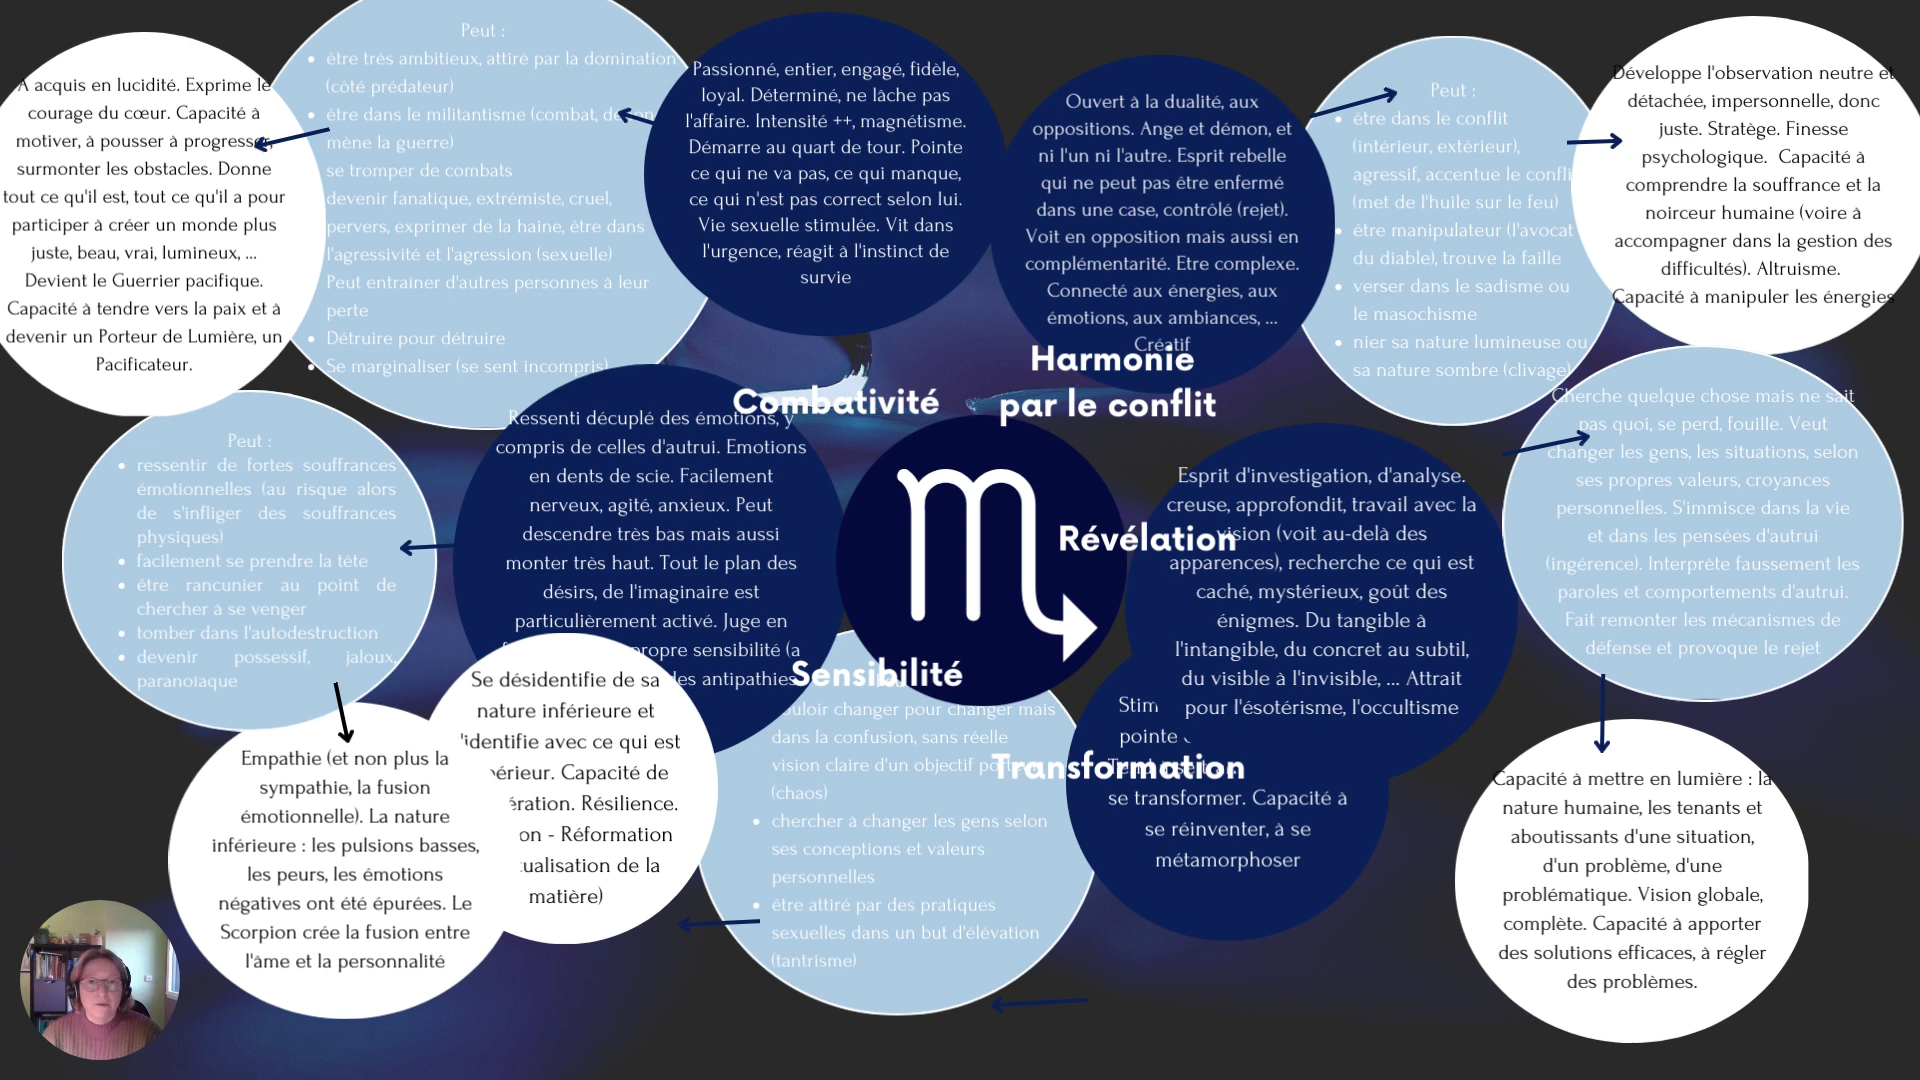 A acquis en lucidité. Exprime le
courage du cœur. Capacité à
motiver, à pousser à progresser,
surmonter les obstacles. Donne
tout ce qu'il est, tout ce qu'il a pour
participer à créer un monde plus
juste, beau, vrai, lumineux, ...
Devient le Guerrier pacifique.
Capacité à tendre vers la paix et à
devenir un Porteur de Lumière, un
Pacificateur.
Peut :
• être très ambitieux, attiré par la domination
(côté prédateur)
• être dans le militantisme (combat,
mène la guerre)
se tromper de combats
devenir fanatique, extrémiste, cruel,
pervers, exprimer de la haine, être dans
l'agressivité et l'agression (sexuelle)
Peut entrainer d'autres personnes à leur
perte
• Détruire pour détruire
• Se marginaliser (se sent incompris)
Passionné, entier, engagé, fidèle,
loyal. Déterminé, ne lâche pas
l'affaire. Intensité ++, magnétisme.
Démarre au quart de tour. Pointe
ce qui ne va pas, ce qui manque,
ce qui n'est pas correct selon lui.
Vie sexuelle stimulée. Vit dans
l'urgence, réagit à l'instinct de
survie
Combativité
Ouvert à la dualité, aux
oppositions. Ange et démon, et
ni l'un ni l'autre. Esprit rebelle
qui ne peut pas être enfermé
dans une case, contrôlé (rejet).
Voit en opposition mais aussi en
complémentarité. Etre complexe.
Connecté aux énergies, aux
émotions, aux ambiances, ...
Créatif
Harmonie
par le conflit
Peut :
• être dans le conflit
(intérieur, extérieur),
agressif, accentue le confli
(met de l'huile sur le feu)
• être manipulateur (l'avocat
du diable), trouve la faille
• verser dans le sadisme ou
le masochisme
• nier sa nature lumineuse ou
sa nature sombre (clivage)
Développe l'observation neutre et
détachée, impersonnelle, donc
juste. Stratège. Finesse
psychologique. Capacité à
comprendre la souffrance et la
noirceur humaine (voire à
accompagner dans la gestion des
difficultés). Altruisme.
Capacité à manipuler les énergies
Peut :
• ressentir de fortes souffrances
émotionnelles (au risque alors
de s'infliger des souffrances
physiques)
• facilement se prendre la tête
• être rancunier au point de
chercher à se venger
• tomber dans l'autodestruction
• devenir possessif, jaloux,
paranoïaque
Ressenti décuplé des émotions, y
compris de celles d'autrui. Emotions
en dents de scie. Facilement
nerveux, agité, anxieux. Peut
descendre très bas mais aussi
monter très haut. Tout le plan des
désirs, de l'imaginaire est
particulièrement activé. Juge en
propre sensibilité (a
des antipathies
Sensibilité
Esprit d'investigation, d'analyse.
creuse, approfondit, travail avec la
vision (voit au-delà des
apparences), recherche ce qui est
caché, mystérieux, goût des
énigmes. Du tangible à
l'intangible, du concret au subtil,
du visible à l'invisible, ... Attrait
pour l'ésotérisme, l'occultisme
Révélation
Cherche quelque chose mais ne sait
pas quoi, se perd, fouille. Veut
changer les gens, les situations, selon
ses propres valeurs, croyances
personnelles. S'immisce dans la vie
et dans les pensées d'autrui
(ingérence). Interprète faussement les
paroles et comportements d'autrui.
Fait remonter les mécanismes de
défense et provoque le rejet
Empathie (et non plus la
sympathie, la fusion
émotionnelle). La nature
inférieure : les pulsions basses,
les peurs, les émotions
négatives ont été épurées. Le
Scorpion crée la fusion entre
l'âme et la personnalité
Se désidentifie de sa
nature inférieure et
'identifie avec ce qui est
érieur. Capacité de
ération. Résilience.
on - Réformation
ualisation de la
matière)
ouloir changer pour changer mais
dans la confusion, sans réelle
vision claire d'un objectif
(chaos)
• chercher à changer les gens selon
ses conceptions et valeurs
personnelles
• être attiré par des pratiques
sexuelles dans un but d'élévation
(tantrisme)
Transformation
Stim
pointe
se transformer. Capacité à
se réinventer, à se
métamorphoser
Capacité à mettre en lumière : la
nature humaine, les tenants et
aboutissants d'une situation,
d'un problème, d'une
problématique. Vision globale,
complète. Capacité à apporter
des solutions efficaces, à régler
des problèmes.